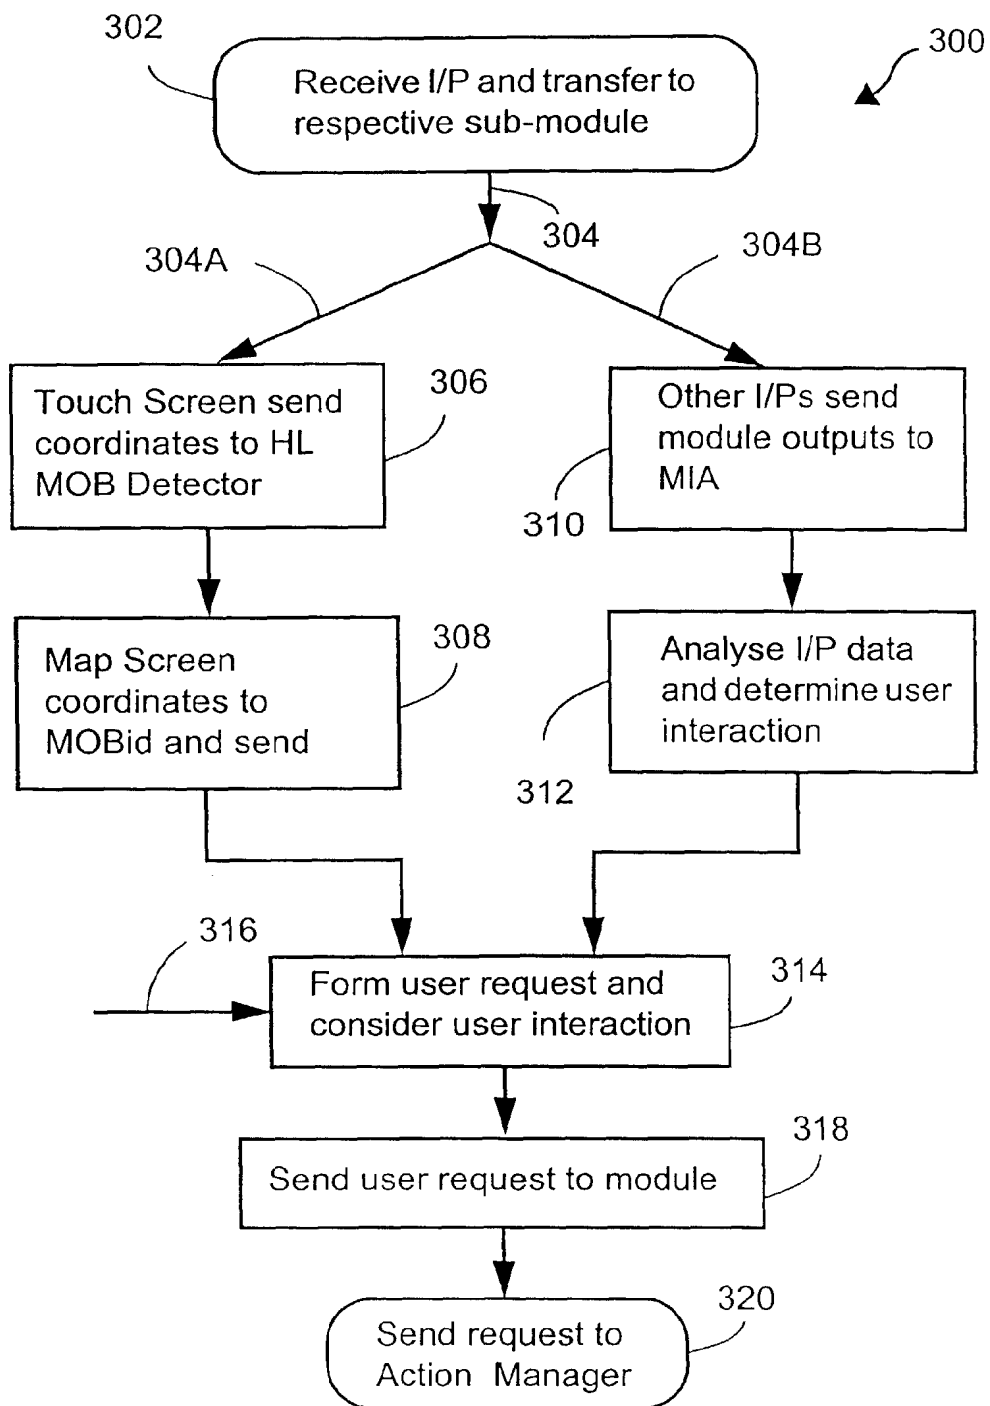 302
300
Receive I/P and transfer to
respective sub-module
304
304A
304B
Touch Screen send
coordinates to HL
MOB Detector
306
Other I/Ps send
module outputs to
MIA
310
Map Screen
coordinates to
MOBid and send
308
Analyse I/P data
and determine user
interaction
312
316
Form user request and
consider user interaction
314
318
Send user request to module
320
Send request to
Action Manager